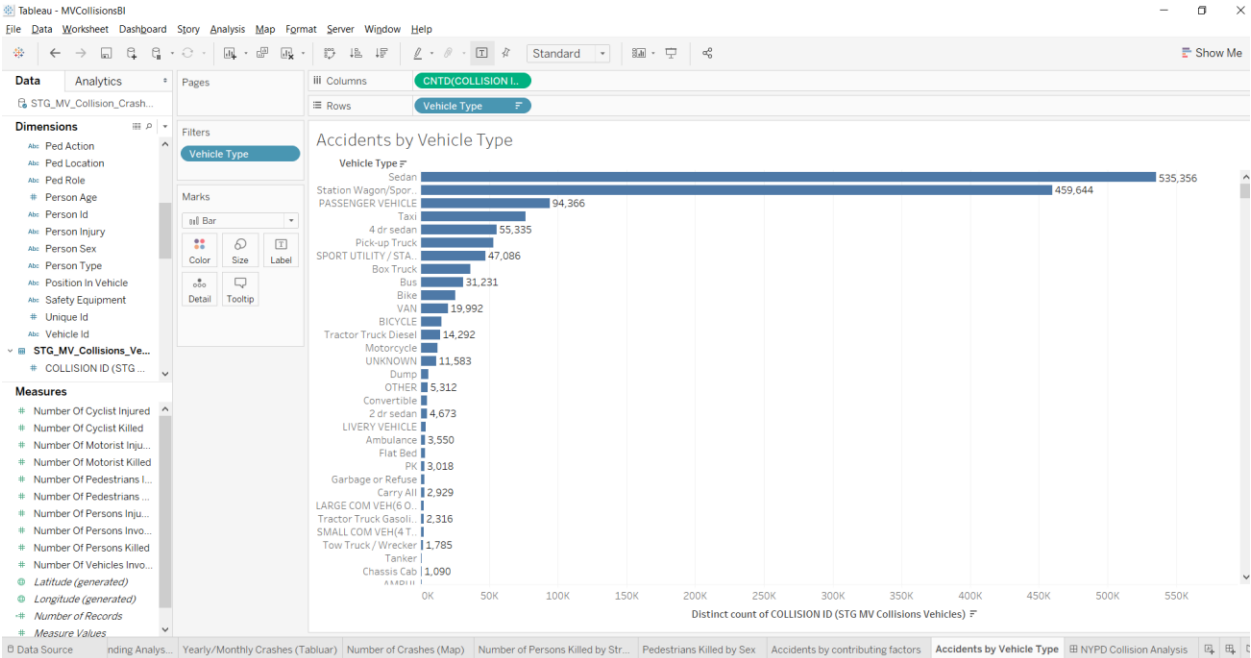 Tableau - MVCollisionsBI
File Data Worksheet Dashboard Story Analysis Map Format Server Window Help
Standard
Show Me
Data
Analytics
STG_MV_Collision_Crash...
Dimensions
Abc Ped Action
Abc Ped Location
Abc Ped Role
# Person Age
Abc Person Id
Abc Person Injury
Abc Person Sex
Abc Person Type
Abc Position In Vehicle
Abc Safety Equipment
# Unique Id
Abc Vehicle Id
STG_MV_Collisions_Ve...
# COLLISION ID (STG ...
Measures
# Number Of Cyclist Injured
# Number Of Cyclist Killed
# Number Of Motorist Inju...
# Number Of Motorist Killed
# Number Of Pedestrians I...
# Number Of Pedestrians ...
# Number Of Persons Inju...
# Number Of Persons Invo...
# Number Of Persons Killed
# Number Of Vehicles Invo...
Latitude (generated)
Longitude (generated)
# Number of Records
# Measure Values
Pages
Filters
Vehicle Type
Marks
Bar
Color Size Label
Detail Tooltip
Columns CNTD(COLLISION I..
Rows Vehicle Type
Accidents by Vehicle Type
Vehicle Type
Sedan 535,356
Station Wagon/Spor.. 459,644
PASSENGER VEHICLE 94,366
Taxi
4 dr sedan 55,335
Pick-up Truck
SPORT UTILITY / STA.. 47,086
Box Truck
Bus 31,231
Bike
VAN 19,992
BICYCLE
Tractor Truck Diesel 14,292
Motorcycle
UNKNOWN 11,583
Dump
OTHER 5,312
Convertible
2 dr sedan 4,673
LIVERY VEHICLE
Ambulance 3,550
Flat Bed
PK 3,018
Garbage or Refuse
Carry All 2,929
LARGE COM VEH(6 O..
Tractor Truck Gasoli.. 2,316
SMALL COM VEH(4 T..
Tow Truck / Wrecker 1,785
Tanker
Chassis Cab 1,090
0K 50K 100K 150K 200K 250K 300K 350K 400K 450K 500K 550K
Distinct count of COLLISION ID (STG MV Collisions Vehicles)
Data Source
nding Analys... Yearly/Monthly Crashes (Tabluar) Number of Crashes (Map) Number of Persons Killed by Str... Pedestrians Killed by Sex Accidents by contributing factors Accidents by Vehicle Type NYPD Collision Analysis